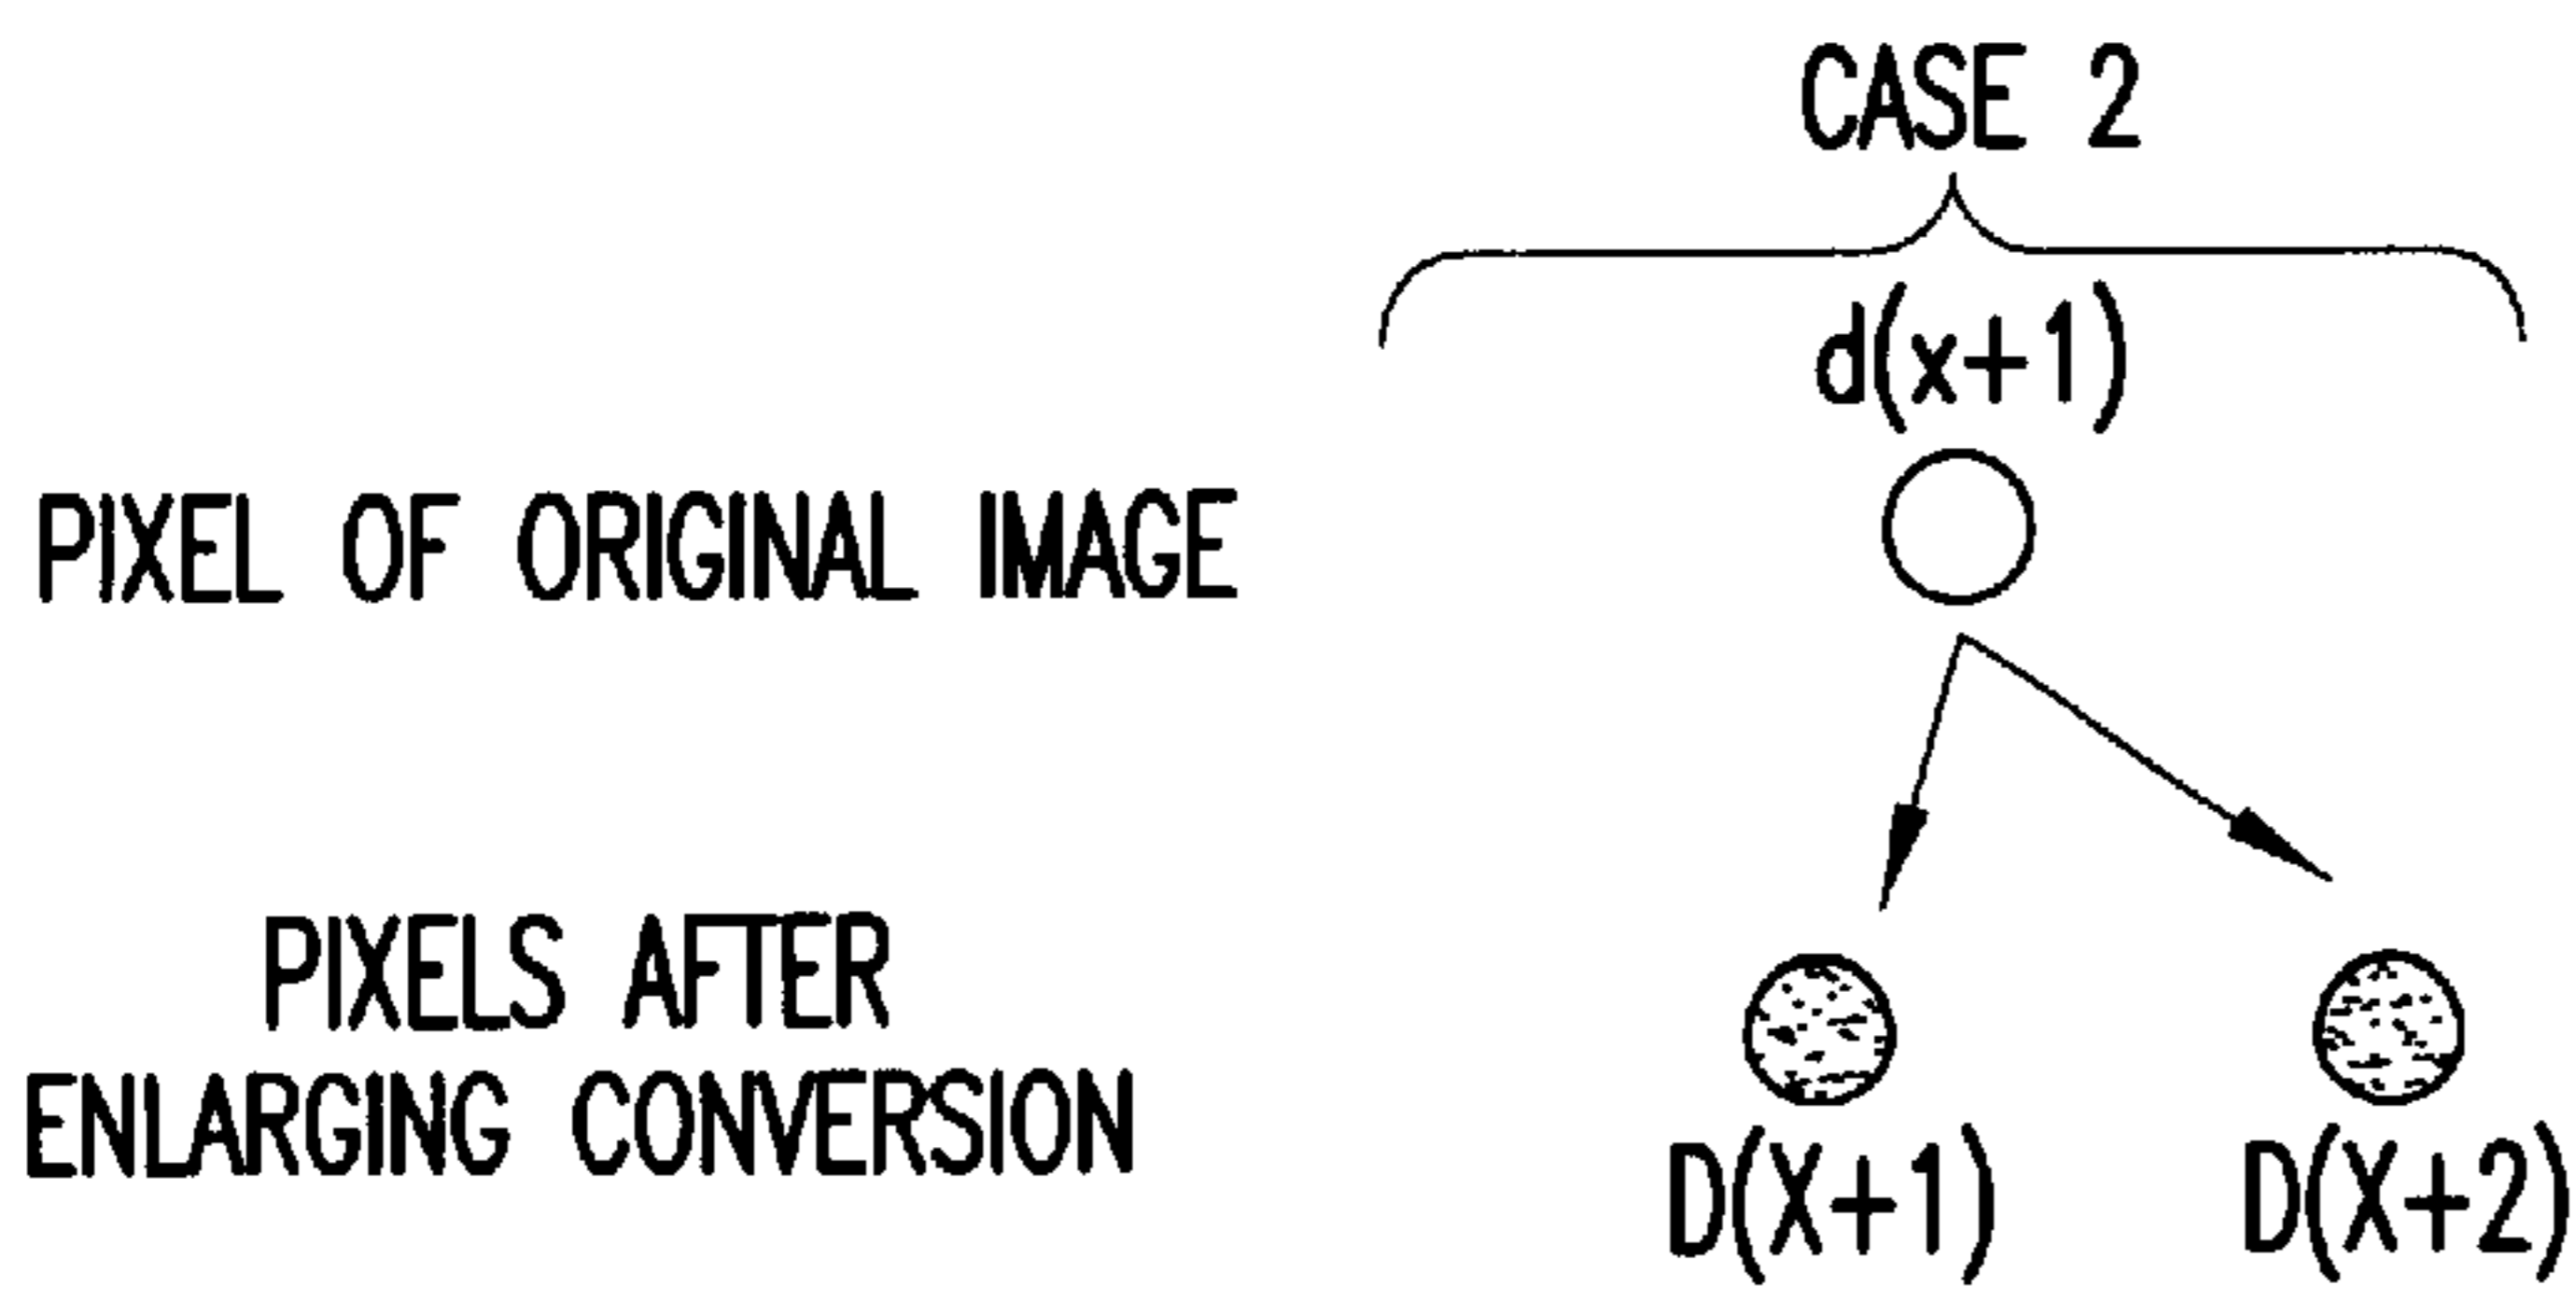 CASE 2
d(x+1)
PIXEL OF ORIGINAL IMAGE
PIXELS AFTER
ENLARGING CONVERSION
D(X+1) D(X+2)